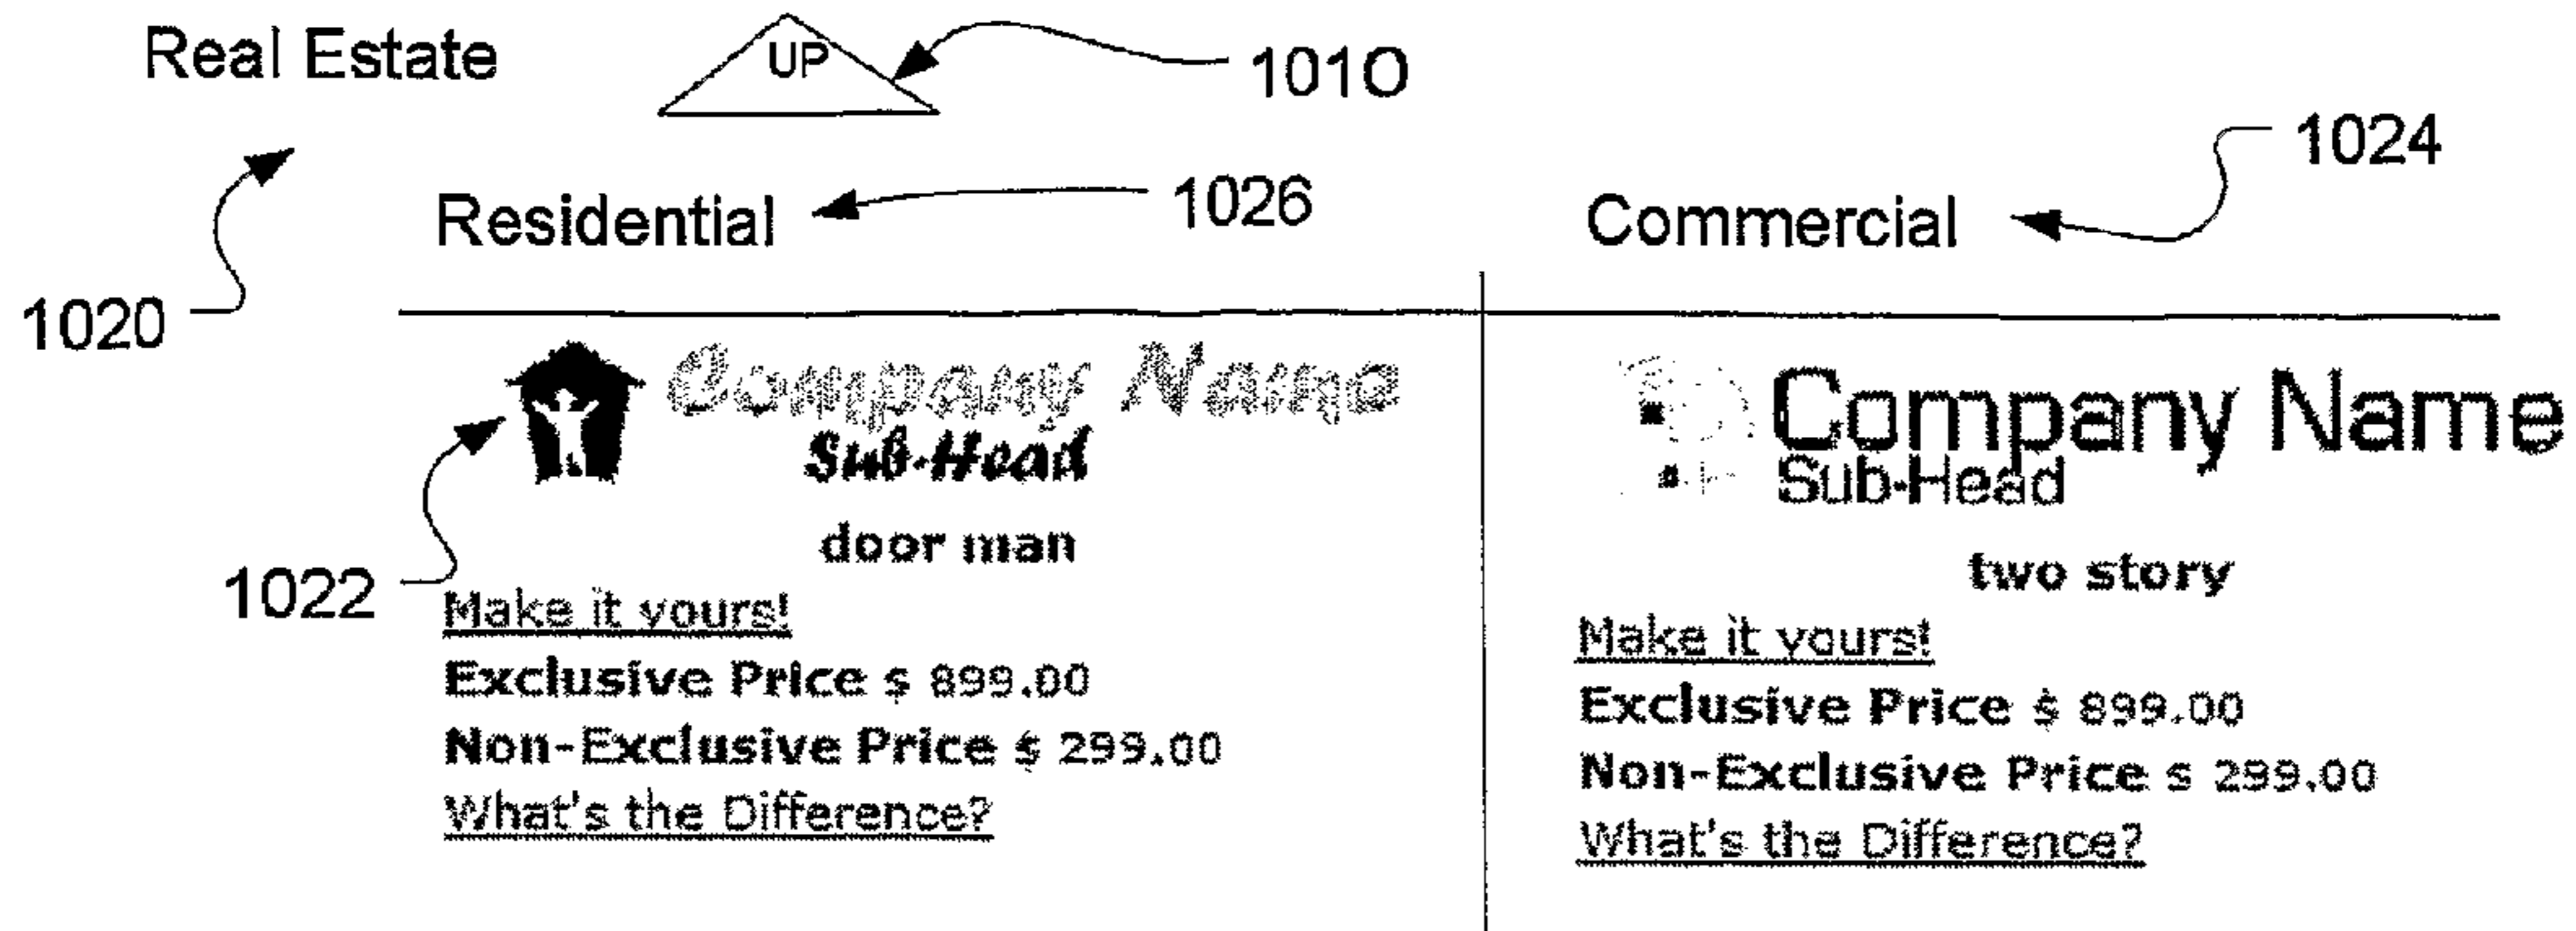 Real Estate
UP
1010
1024
Residential
1026
Commercial
1020
Company Name
Sub-Head
door man
1022
Make it yours!
Exclusive Price $ 899.00
Non-Exclusive Price $ 299.00
What's the Difference?
Company Name
Sub-Head
two story
Make it yours!
Exclusive Price $ 899.00
Non-Exclusive Price $ 299.00
What's the Difference?